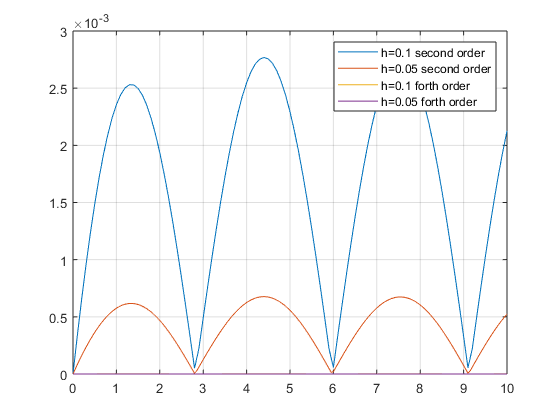 ×10-3
3
h=0.1 second order
h=0.05 second order
h=0.1 forth order
h=0.05 forth order
2.5
2
1.5
1
0.5
0
0 1 2 3 4 5 6 7 8 9 10